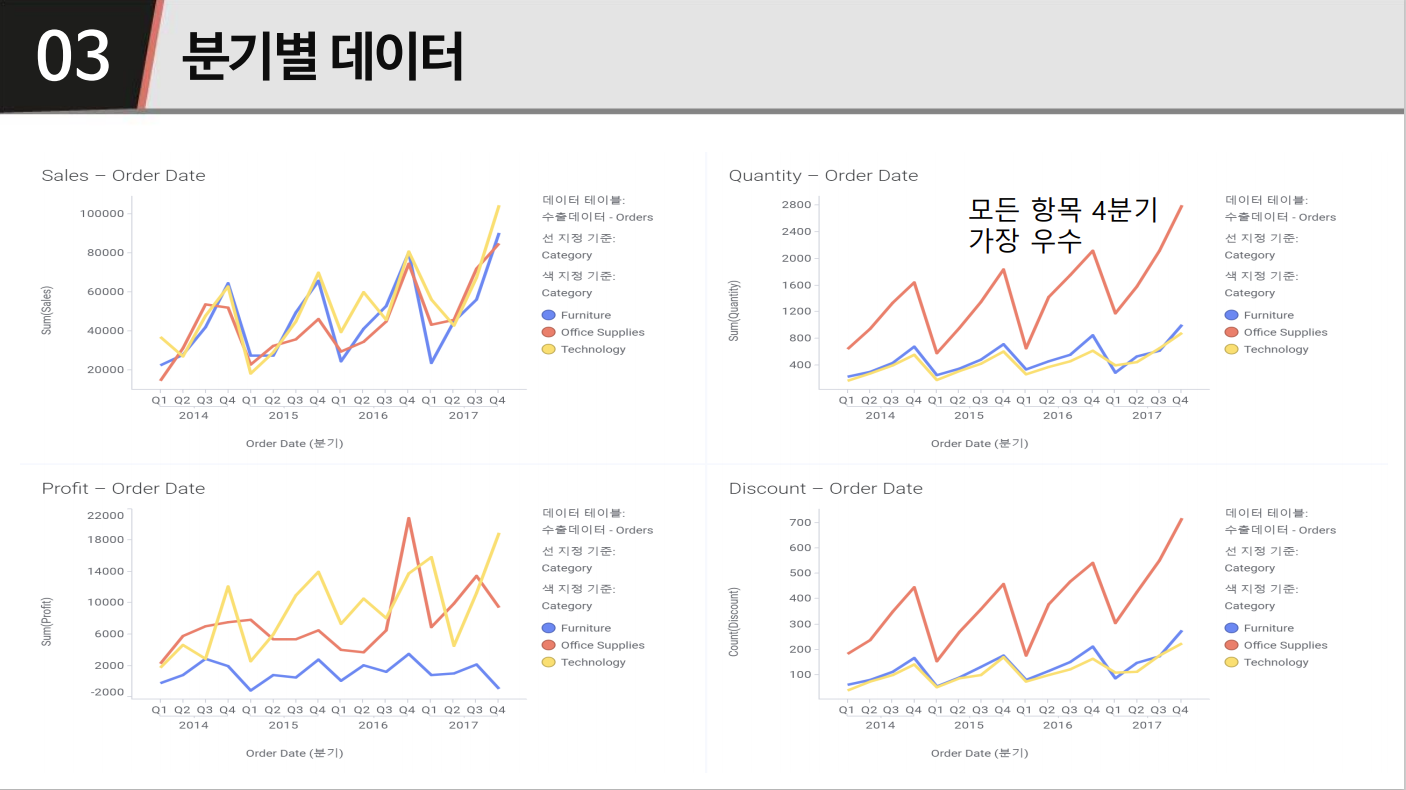 03 분기별 데이터
Sales – Order Date
100000
80000
60000
40000
20000
Sum(Sales)
Q1 Q2 Q3 Q4 Q1 Q2 Q3 Q4 Q1 Q2 Q3 Q4 Q1 Q2 Q3 Q4
2014 2015 2016 2017
Order Date (분기)
데이터 테이블:
수출데이터 - Orders
선 지정 기준:
Category
색 지정 기준:
Category
Furniture
Office Supplies
Technology
Quantity – Order Date
모든 항목 4분기
가장 우수
2800
2400
2000
1600
1200
800
400
Sum(Quantity)
Q1 Q2 Q3 Q4 Q1 Q2 Q3 Q4 Q1 Q2 Q3 Q4 Q1 Q2 Q3 Q4
2014 2015 2016 2017
Order Date (분기)
데이터 테이블:
수출데이터 - Orders
선 지정 기준:
Category
색 지정 기준:
Category
Furniture
Office Supplies
Technology
Profit – Order Date
22000
18000
14000
10000
6000
2000
-2000
Sum(Profit)
Q1 Q2 Q3 Q4 Q1 Q2 Q3 Q4 Q1 Q2 Q3 Q4 Q1 Q2 Q3 Q4
2014 2015 2016 2017
Order Date (분기)
데이터 테이블:
수출데이터 - Orders
선 지정 기준:
Category
색 지정 기준:
Category
Furniture
Office Supplies
Technology
Discount – Order Date
700
600
500
400
300
200
100
Count(Discount)
Q1 Q2 Q3 Q4 Q1 Q2 Q3 Q4 Q1 Q2 Q3 Q4 Q1 Q2 Q3 Q4
2014 2015 2016 2017
Order Date (분기)
데이터 테이블:
수출데이터 - Orders
선 지정 기준:
Category
색 지정 기준:
Category
Furniture
Office Supplies
Technology